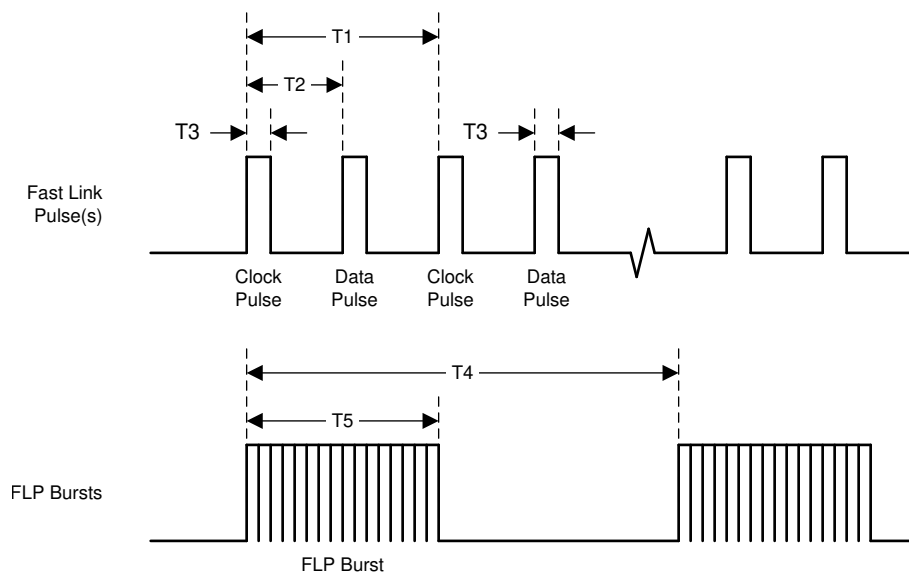 T1
T2
T3
T3
Fast Link
Pulse(s)
Clock
Pulse
Data
Pulse
Clock
Pulse
Data
Pulse
T4
T5
FLP Bursts
FLP Burst